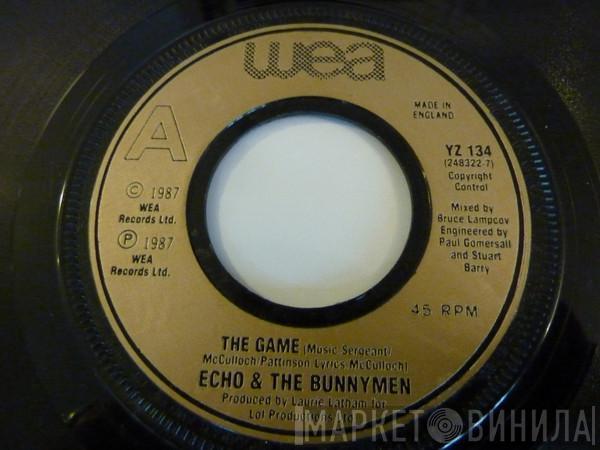 wea
A
MADE IN
ENGLAND
YZ 134
(248322-7)
Copyright
Control
© 1987
WEA
Records Ltd.
℗ 1987
WEA
Records Ltd.
Mixed by
Bruce Lampcov
Engineered by
Paul Gomersall
and Stuart
Barry
45 RPM
THE GAME (Music-Sergeant/
McCulloch/Pattinson Lyrics-McCulloch)
ECHO & THE BUNNYMEN
Produced by Laurie Latham for
Lol Productions
МАРКЕТ ВИНИЛА